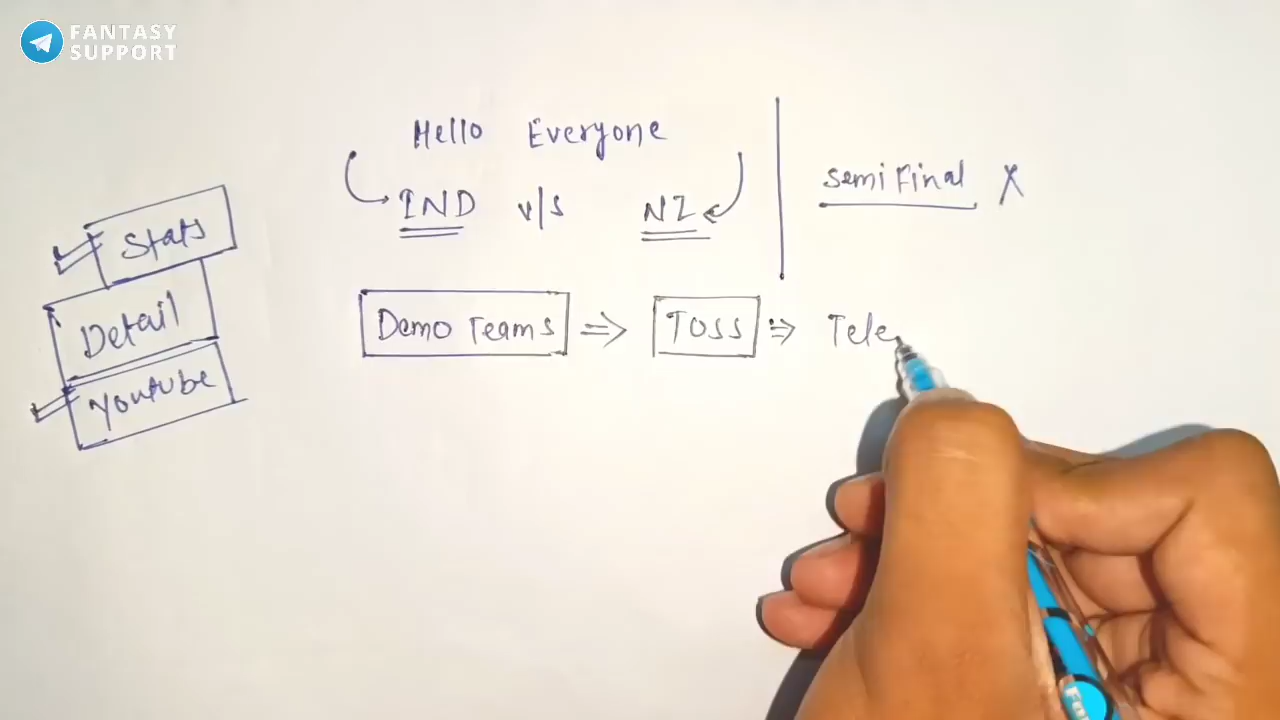 FANTASY
SUPPORT
Hello Everyone
IND v/s NZ
Semi Final X
Stats
Detail
Youtube
Demo Teams ⇒ TOSS ⇒ Tele